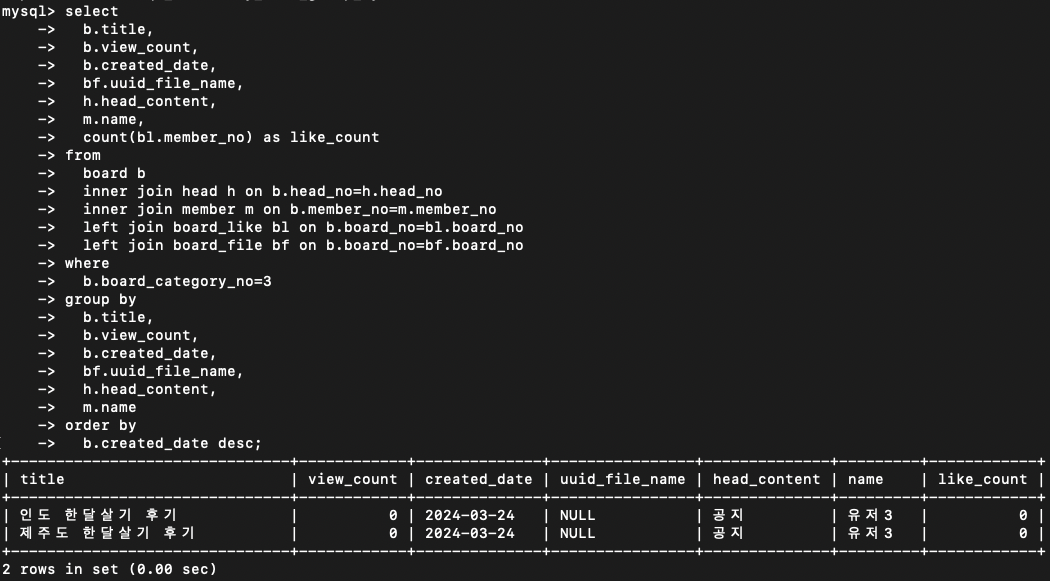 mysql> select
    ->   b.title,
    ->   b.view_count,
    ->   b.created_date,
    ->   bf.uuid_file_name,
    ->   h.head_content,
    ->   m.name,
    ->   count(bl.member_no) as like_count
    -> from
    ->   board b
    ->   inner join head h on b.head_no=h.head_no
    ->   inner join member m on b.member_no=m.member_no
    ->   left join board_like bl on b.board_no=bl.board_no
    ->   left join board_file bf on b.board_no=bf.board_no
    -> where
    ->   b.board_category_no=3
    -> group by
    ->   b.title,
    ->   b.view_count,
    ->   b.created_date,
    ->   bf.uuid_file_name,
    ->   h.head_content,
    ->   m.name
    -> order by
    ->   b.created_date desc;
+-------------------------------+------------+--------------+----------------+--------------+---------+------------+
| title                         | view_count | created_date | uuid_file_name | head_content | name    | like_count |
+-------------------------------+------------+--------------+----------------+--------------+---------+------------+
| 인도 한달살기 후기            |          0 | 2024-03-24   | NULL           | 공지         | 유저3   |          0 |
| 제주도 한달살기 후기          |          0 | 2024-03-24   | NULL           | 공지         | 유저3   |          0 |
+-------------------------------+------------+--------------+----------------+--------------+---------+------------+
2 rows in set (0.00 sec)